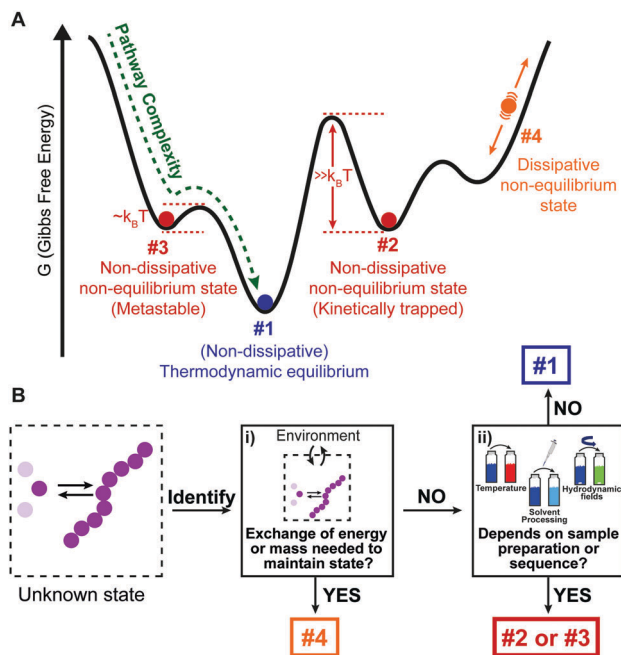 A
G (Gibbs Free Energy)
Pathway Complexity
~k_BT
#3
Non-dissipative
non-equilibrium state
(Metastable)
#1
(Non-dissipative)
Thermodynamic equilibrium
>>k_BT
#2
Non-dissipative
non-equilibrium state
(Kinetically trapped)
#4
Dissipative
non-equilibrium
state
B
Unknown state
Identify
i)
Environment
Exchange of energy
or mass needed to
maintain state?
YES
#4
NO
ii)
Temperature
Solvent
Processing
Hydrodynamic
fields
Depends on sample
preparation or
sequence?
NO
#1
YES
#2 or #3